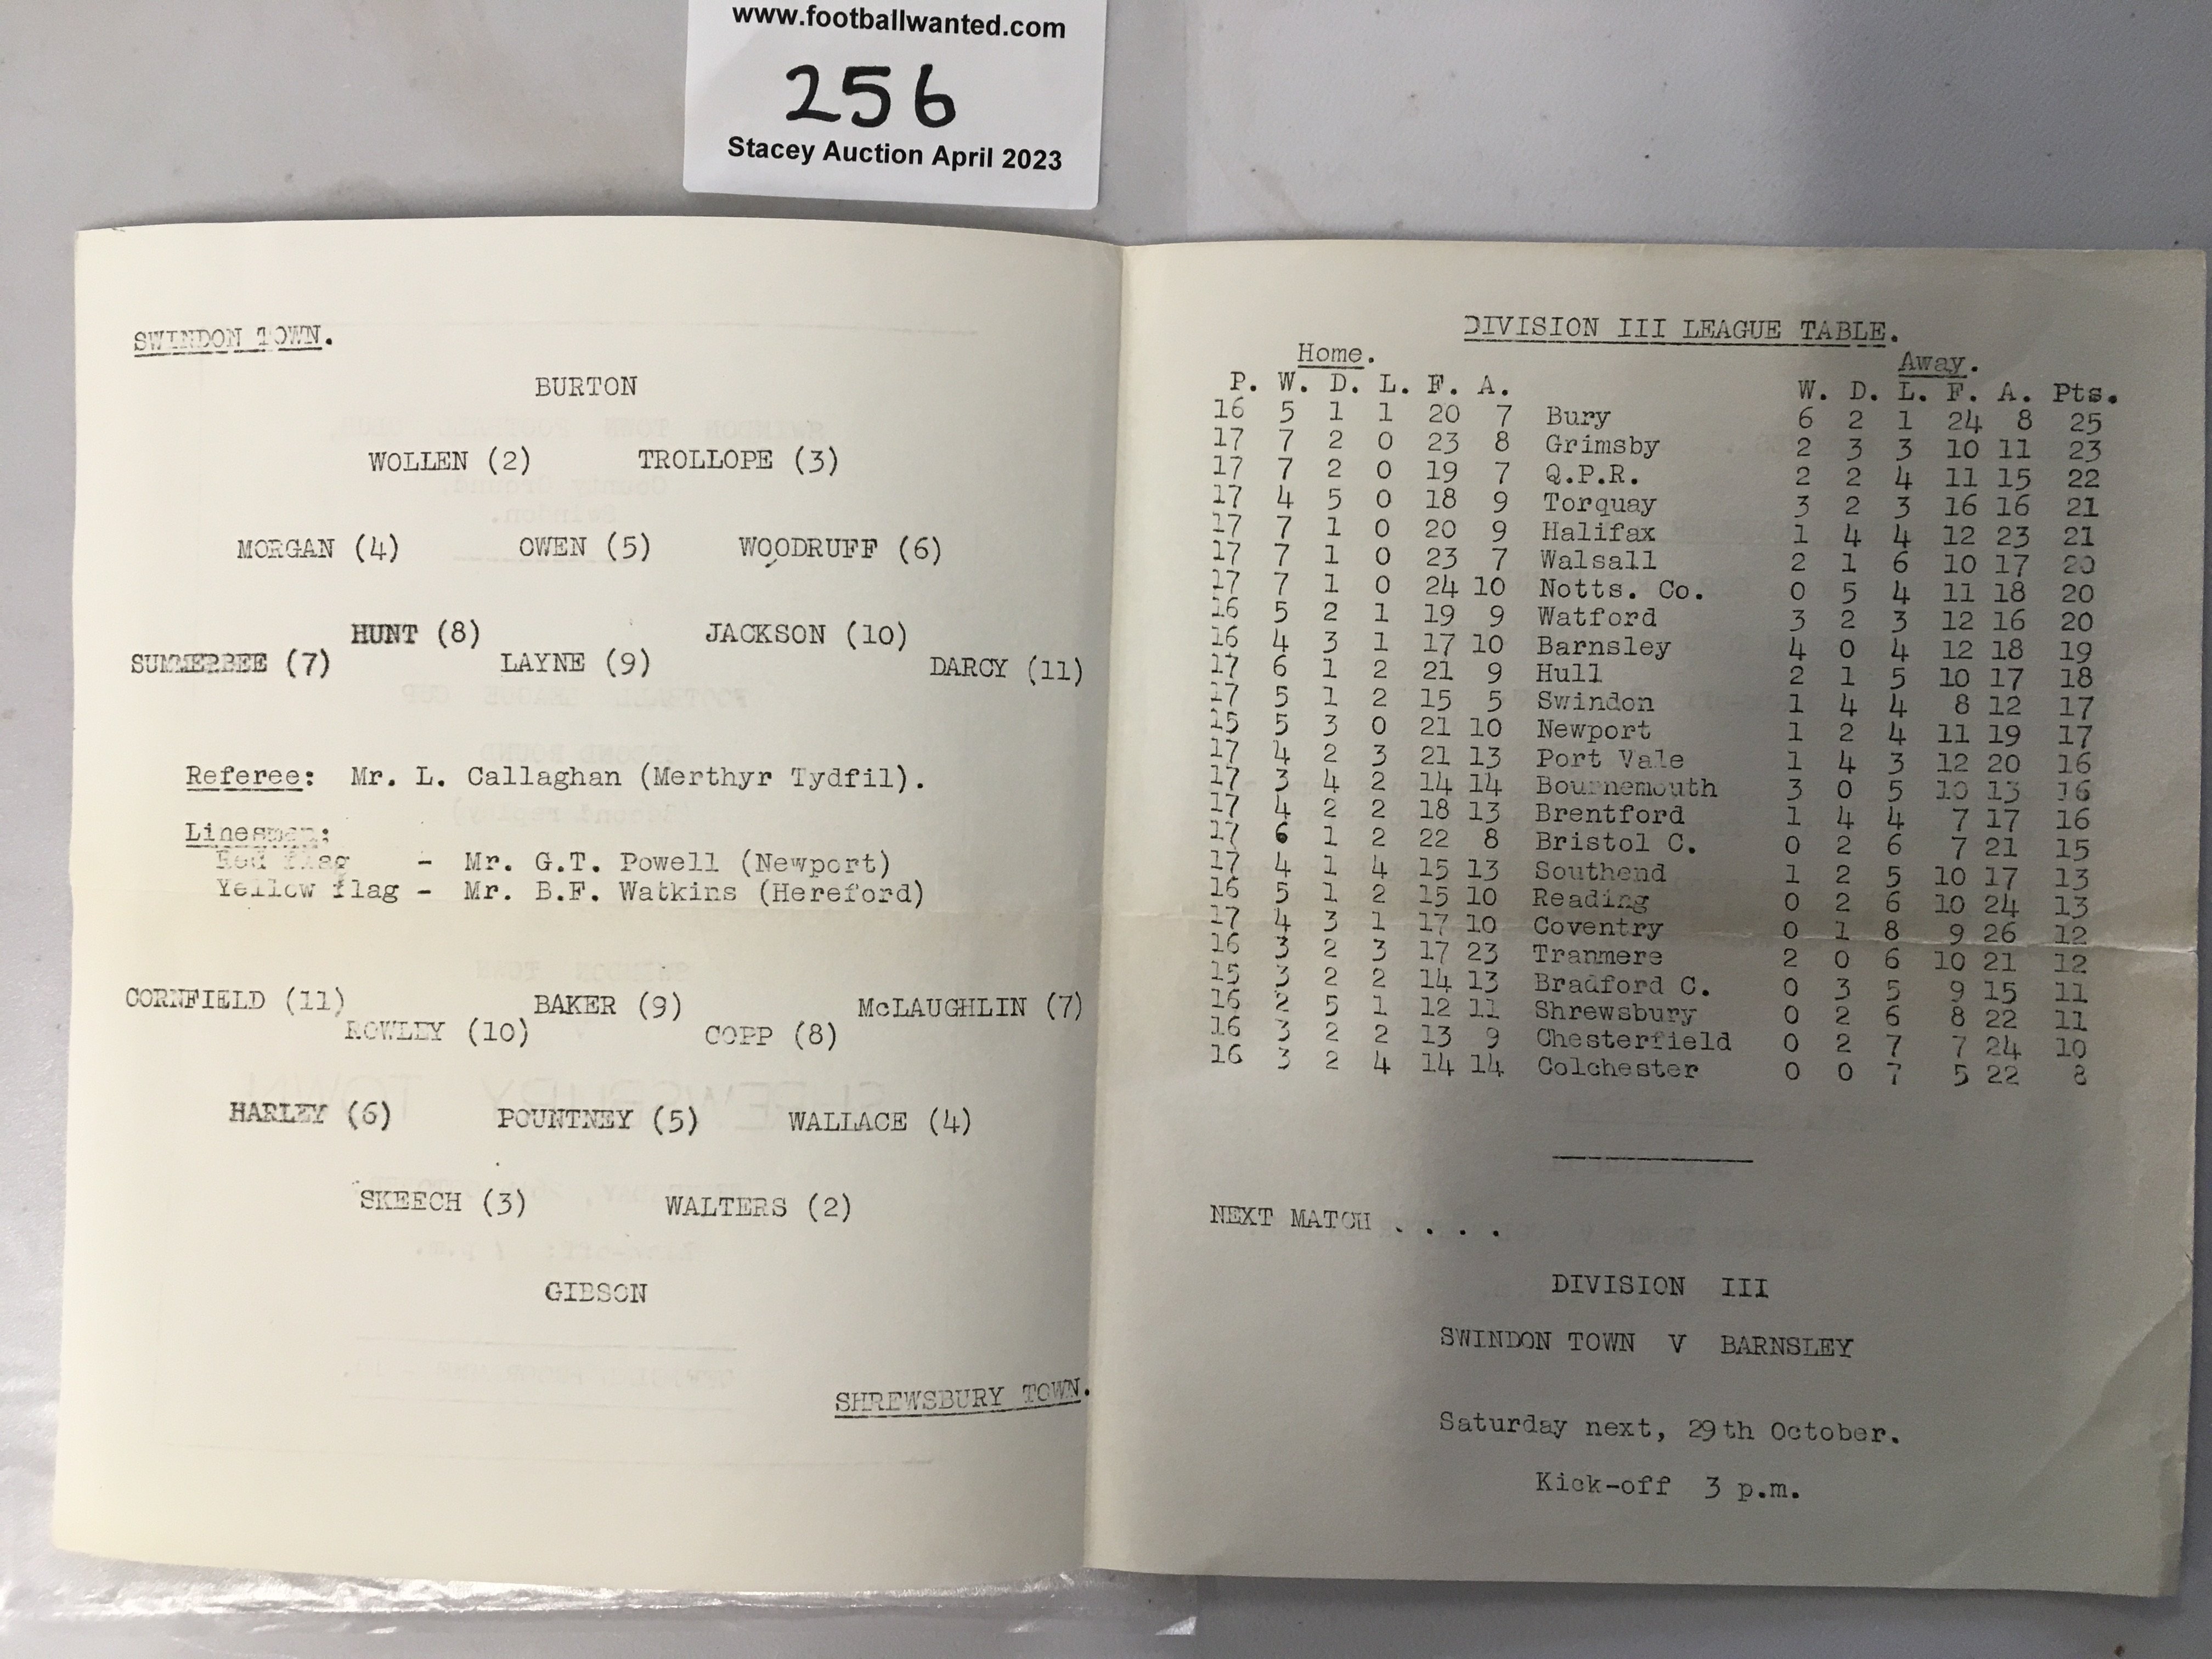 www.footballwanted.com
256
Stacey Auction April 2023
SWINDON TOWN.
BURTON
WOLLEN (2) TROLLOPE (3)
MORGAN (4) OWEN (5) WOODRUFF (6)
HUNT (8) JACKSON (10)
SUMMERBEE (7) LAYNE (9) DARCY (11)
Referee: Mr. L. Callaghan (Merthyr Tydfil).
Linesmen:
Red flag - Mr. G.T. Powell (Newport)
Yellow flag - Mr. B.F. Watkins (Hereford)
CORNFIELD (11) BAKER (9) McLAUGHLIN (7)
ROWLEY (10) COPP (8)
HARLEY (6) POUNTNEY (5) WALLACE (4)
SKEECH (3) WALTERS (2)
GIBSON
SHREWSBURY TOWN.
DIVISION III LEAGUE TABLE.
Home. Away.
P. W. D. L. F. A. W. D. L. F. A. Pts.
16 5 1 1 20 7 Bury 6 2 1 24 8 25
17 7 2 0 23 8 Grimsby 2 3 3 10 11 23
17 7 2 0 19 7 Q.P.R. 2 2 4 11 15 22
17 4 5 0 18 9 Torquay 3 2 3 16 16 21
17 7 1 0 20 9 Halifax 1 4 4 12 23 21
17 7 1 0 23 7 Walsall 2 1 6 10 17 20
17 7 1 0 24 10 Notts. Co. 0 5 4 11 18 20
16 5 2 1 19 9 Watford 3 2 3 12 16 20
16 4 3 1 17 10 Barnsley 4 0 4 12 18 19
17 6 1 2 21 9 Hull 2 1 5 10 17 18
17 5 1 2 15 5 Swindon 1 4 4 8 12 17
15 5 3 0 21 10 Newport 1 2 4 11 19 17
17 4 2 3 21 13 Port Vale 1 4 3 12 20 16
17 3 4 2 14 14 Bournemouth 3 0 5 10 13 16
17 4 2 2 18 13 Brentford 1 4 4 7 17 16
17 6 1 2 22 8 Bristol C. 0 2 6 7 21 15
17 4 1 4 15 13 Southend 1 2 5 10 17 13
16 5 1 2 15 10 Reading 0 2 6 10 24 13
17 4 3 1 17 10 Coventry 0 1 8 9 26 12
16 3 2 3 17 23 Tranmere 2 0 6 10 21 12
15 3 2 2 14 13 Bradford C. 0 3 5 9 15 11
16 2 5 1 12 11 Shrewsbury 0 2 6 8 22 11
16 3 2 2 13 9 Chesterfield 0 2 7 7 24 10
16 3 2 4 14 14 Colchester 0 0 7 5 22 8
NEXT MATCH . . . .
DIVISION III
SWINDON TOWN V BARNSLEY
Saturday next, 29th October.
Kick-off 3 p.m.